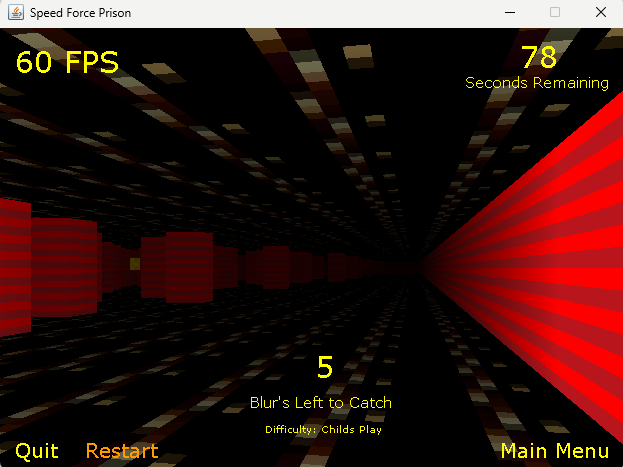 Speed Force Prison
60 FPS
78
Seconds Remaining
5
Blur's Left to Catch
Difficulty: Childs Play
Quit
Restart
Main Menu